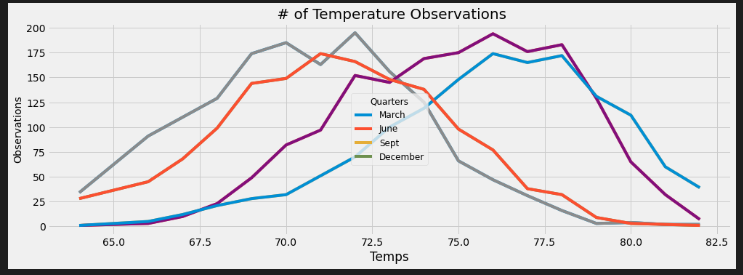 # of Temperature Observations
200
175
150
125
100
75
50
25
0
Observations
Quarters
March
June
Sept
December
65.0 67.5 70.0 72.5 75.0 77.5 80.0 82.5
Temps